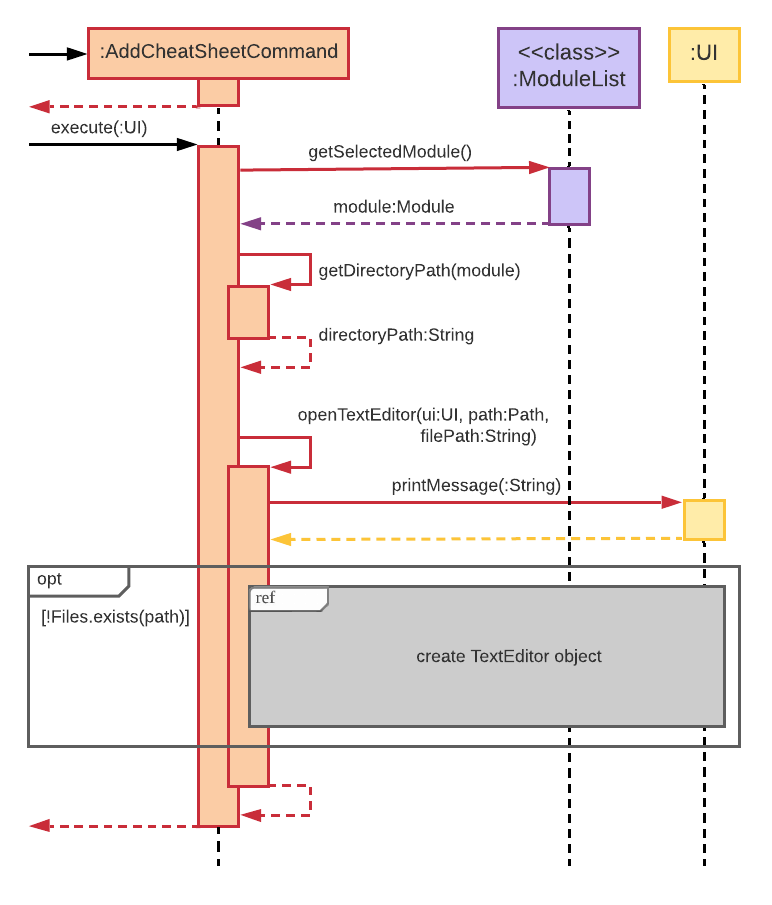 :AddCheatSheetCommand
<<class>>
:ModuleList
:UI
execute(:UI)
getSelectedModule()
module:Module
getDirectoryPath(module)
directoryPath:String
openTextEditor(ui:UI, path:Path,
filePath:String)
printMessage(:String)
opt
[!Files.exists(path)]
ref
create TextEditor object